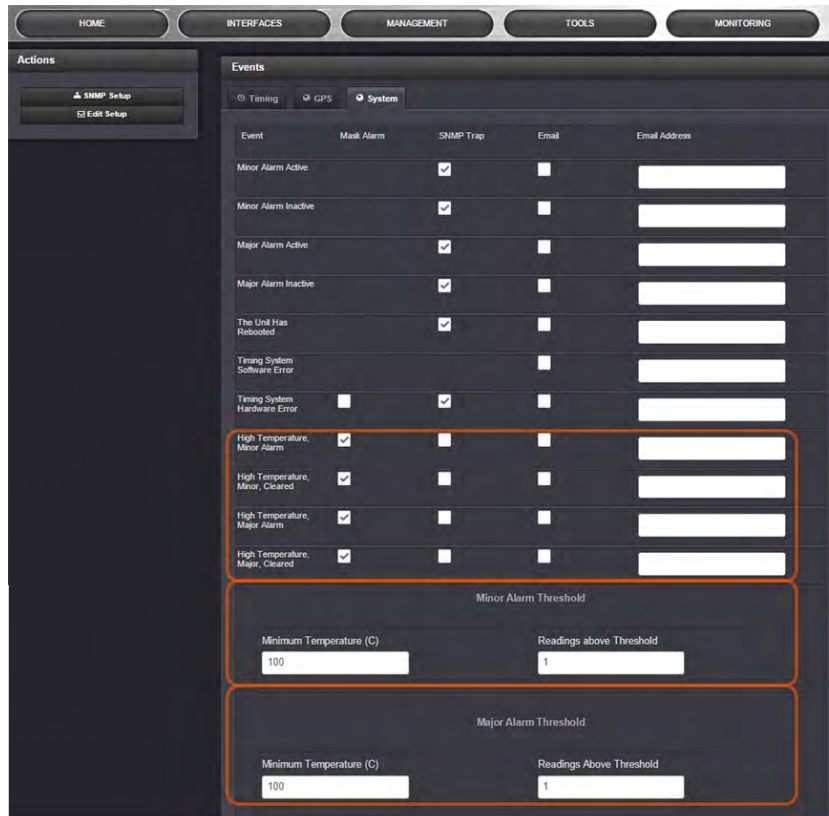 HOME INTERFACES MANAGEMENT TOOLS MONITORING
Actions
SNMP Setup
Edit Setup
Events
Timing GPS System
Event Mask Alarm SNMP Trap Email Email Address
Minor Alarm Active
Minor Alarm Inactive
Major Alarm Active
Major Alarm Inactive
The Unit Has
Rebooted
Timing System
Software Error
Timing System
Hardware Error
High Temperature,
Minor Alarm
High Temperature,
Minor, Cleared
High Temperature,
Major Alarm
High Temperature,
Major, Cleared
Minor Alarm Threshold
Minimum Temperature (C) Readings above Threshold
100 1
Major Alarm Threshold
Minimum Temperature (C) Readings Above Threshold
100 1